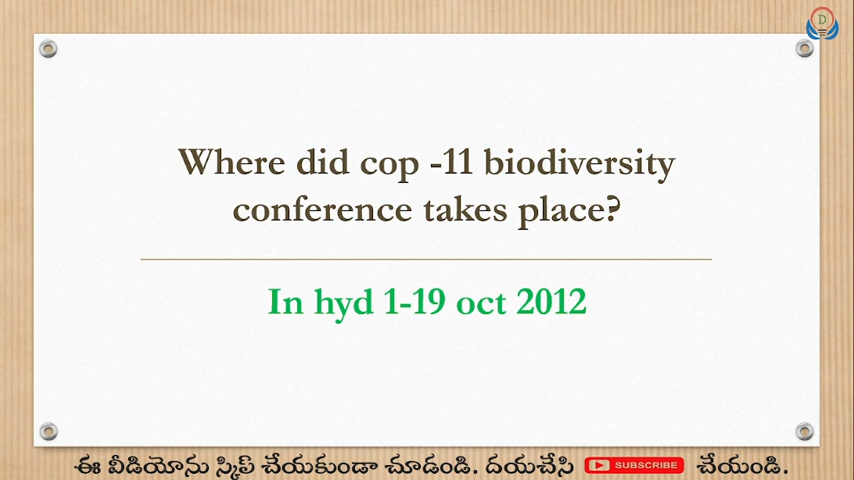 D
Where did cop -11 biodiversity
conference takes place?
In hyd 1-19 oct 2012
ఈ వీడియోను స్కిప్ చేయకుండా చూడండి. దయచేసి SUBSCRIBE చేయండి.